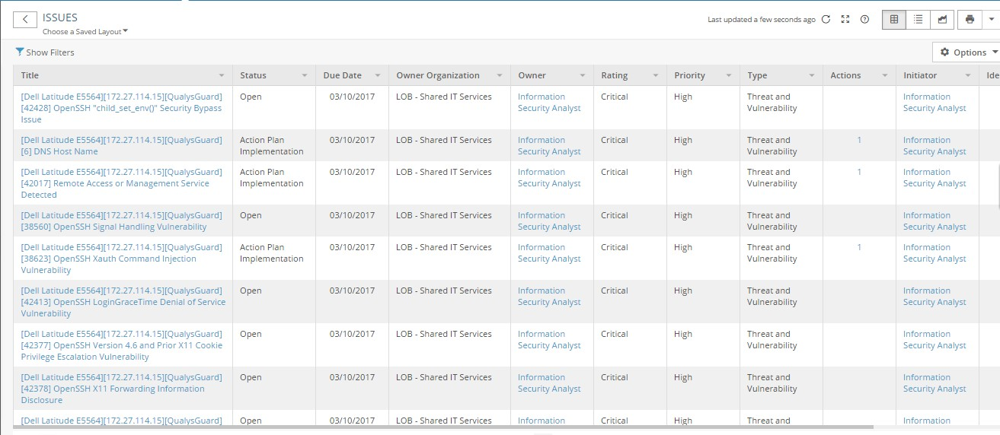 ISSUES
Choose a Saved Layout
Last updated a few seconds ago
Show Filters
Options
Title Status Due Date Owner Organization Owner Rating Priority Type Actions Initiator Ide
[Dell Latitude E5564][172.27.114.15][QualysGuard] Open 03/10/2017 LOB - Shared IT Services Information Critical High Threat and Information
[42428] OpenSSH "child_set_env()" Security Bypass Security Analyst Vulnerability Security Analyst
Issue
[Dell Latitude E5564][172.27.114.15][QualysGuard] Action Plan 03/10/2017 LOB - Shared IT Services Information Critical High Threat and 1 Information
[6] DNS Host Name Implementation Security Analyst Vulnerability Security Analyst
[Dell Latitude E5564][172.27.114.15][QualysGuard] Action Plan 03/10/2017 LOB - Shared IT Services Information Critical High Threat and 1 Information
[42017] Remote Access or Management Service Implementation Security Analyst Vulnerability Security Analyst
Detected
[Dell Latitude E5564][172.27.114.15][QualysGuard] Open 03/10/2017 LOB - Shared IT Services Information Critical High Threat and Information
[38560] OpenSSH Signal Handling Vulnerability Security Analyst Vulnerability Security Analyst
[Dell Latitude E5564][172.27.114.15][QualysGuard] Action Plan 03/10/2017 LOB - Shared IT Services Information Critical High Threat and 1 Information
[38623] OpenSSH Xauth Command Injection Implementation Security Analyst Vulnerability Security Analyst
Vulnerability
[Dell Latitude E5564][172.27.114.15][QualysGuard] Open 03/10/2017 LOB - Shared IT Services Information Critical High Threat and Information
[42413] OpenSSH LoginGraceTime Denial of Service Security Analyst Vulnerability Security Analyst
Vulnerability
[Dell Latitude E5564][172.27.114.15][QualysGuard] Open 03/10/2017 LOB - Shared IT Services Information Critical High Threat and Information
[42377] OpenSSH Version 4.6 and Prior X11 Cookie Security Analyst Vulnerability Security Analyst
Privilege Escalation Vulnerability
[Dell Latitude E5564][172.27.114.15][QualysGuard] Open 03/10/2017 LOB - Shared IT Services Information Critical High Threat and Information
[42378] OpenSSH X11 Forwarding Information Security Analyst Vulnerability Security Analyst
Disclosure
[Dell Latitude E5564][172.27.114.15][QualysGuard] Open 03/10/2017 LOB - Shared IT Services Information Critical High Threat and Information